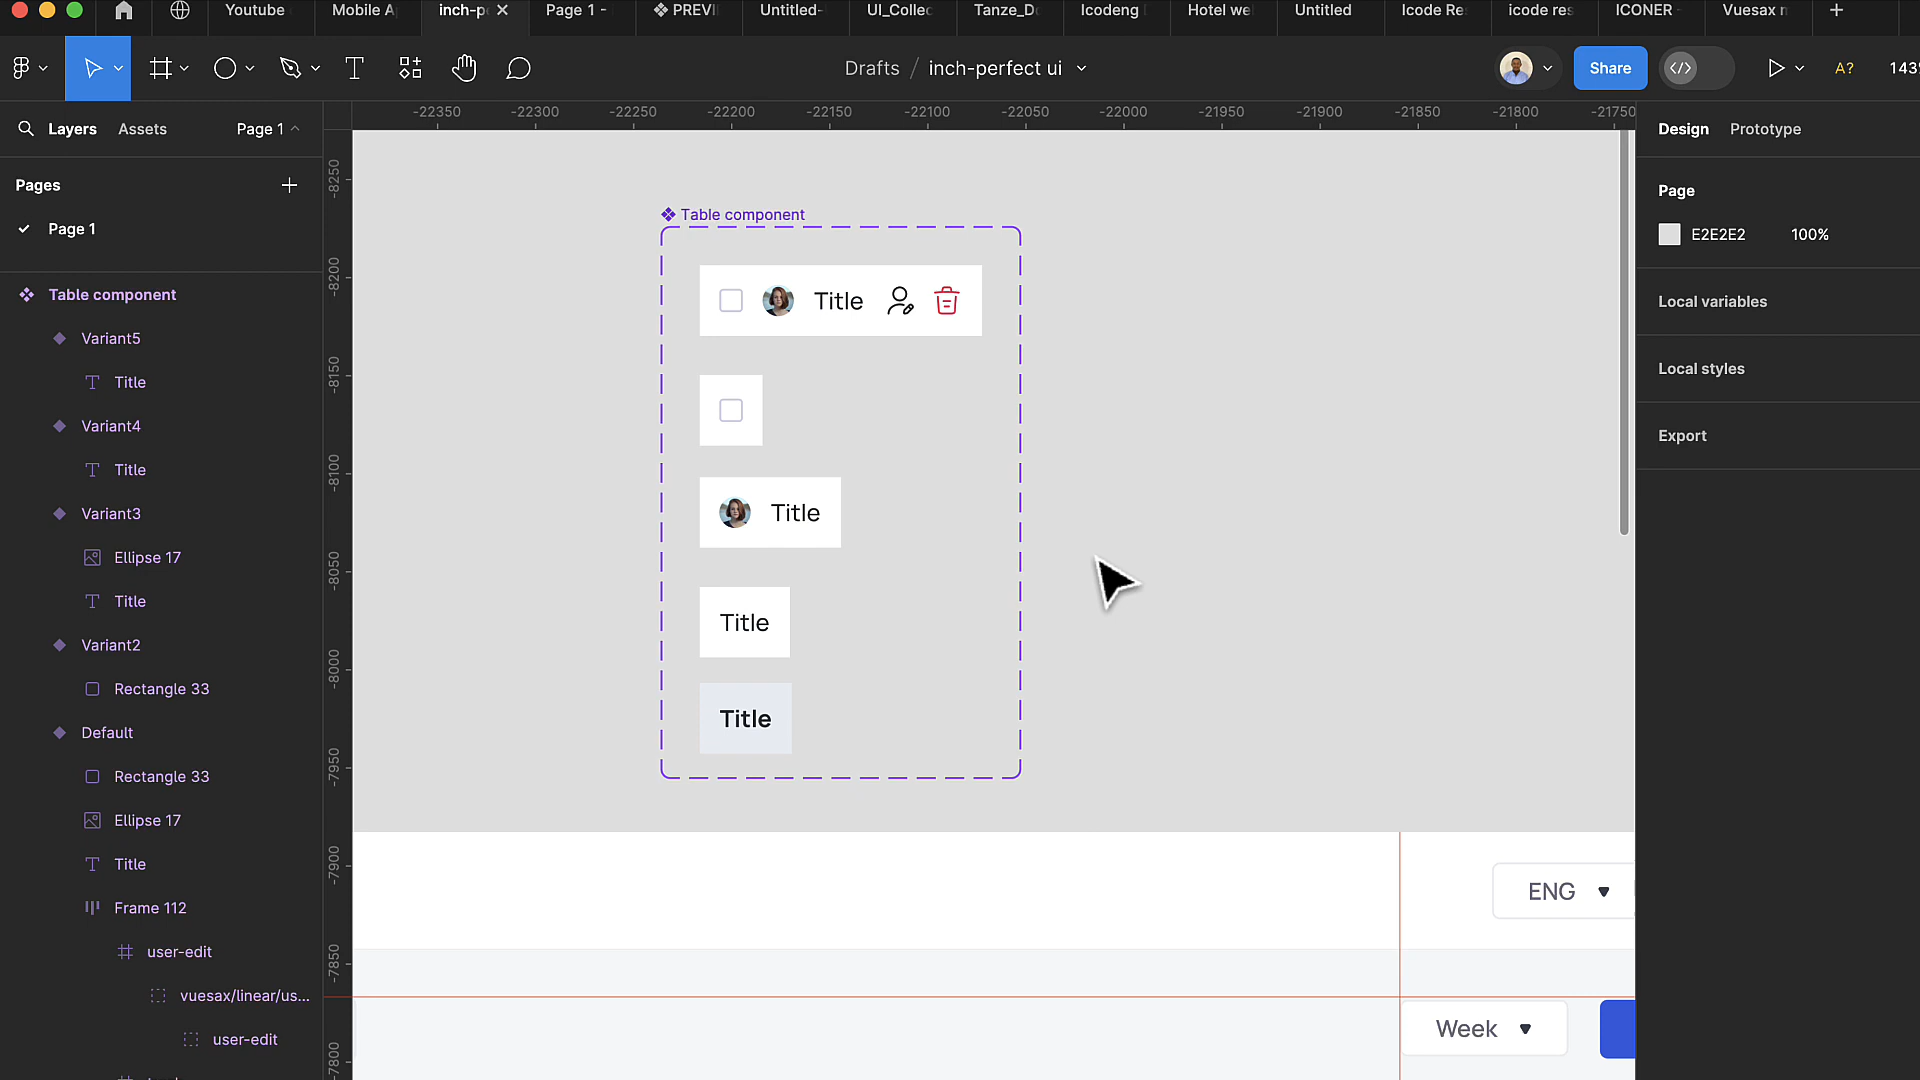 Youtube
Mobile A
inch-p
Page 1 -
PREVI
Untitled-
UI_Collec
Tanze_D
Icodeng
Hotel we
Untitled
Icode Re
icode res
ICONER -
Vuesax
Drafts / inch-perfect ui
Share
A?
143
Layers
Assets
Page 1
-22350
-22300
-22250
-22200
-22150
-22100
-22050
-22000
-21950
-21900
-21850
-21800
-21750
Design
Prototype
Pages
Page 1
Table component
Variant5
Title
Variant4
Title
Variant3
Ellipse 17
Title
Variant2
Rectangle 33
Default
Rectangle 33
Ellipse 17
Title
Frame 112
user-edit
vuesax/linear/us...
user-edit
-8250
-8200
-8150
-8100
-8050
-8000
-7950
-7900
-7850
-7800
Table component
Title
Title
Title
Title
ENG
Week
Page
E2E2E2
100%
Local variables
Local styles
Export